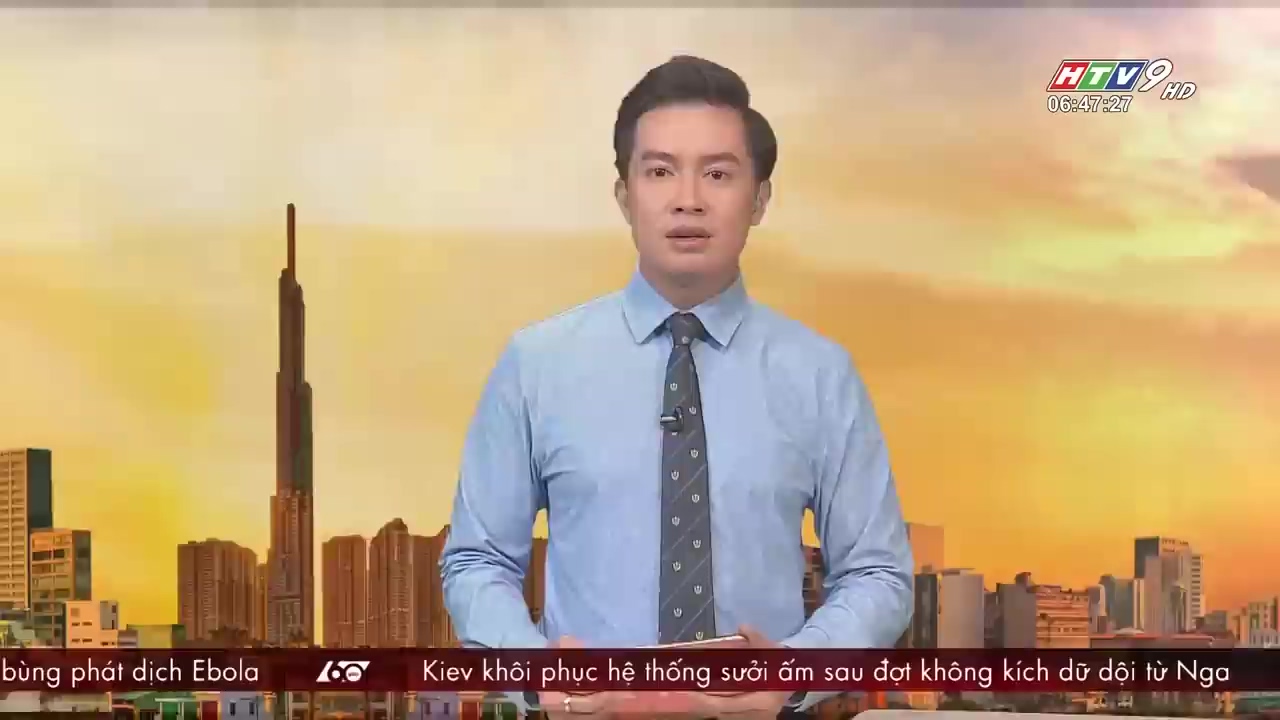 HTV9 HD
06:47:27
bùng phát dịch Ebola 60 Kiev khôi phục hệ thống sưởi ấm sau đợt không kích dữ dội từ Nga